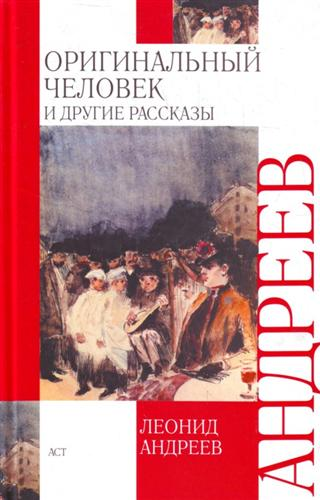 ОРИГИНАЛЬНЫЙ
ЧЕЛОВЕК
И ДРУГИЕ РАССКАЗЫ
АНДРЕЕВ
ЛЕОНИД
АНДРЕЕВ
АСТ